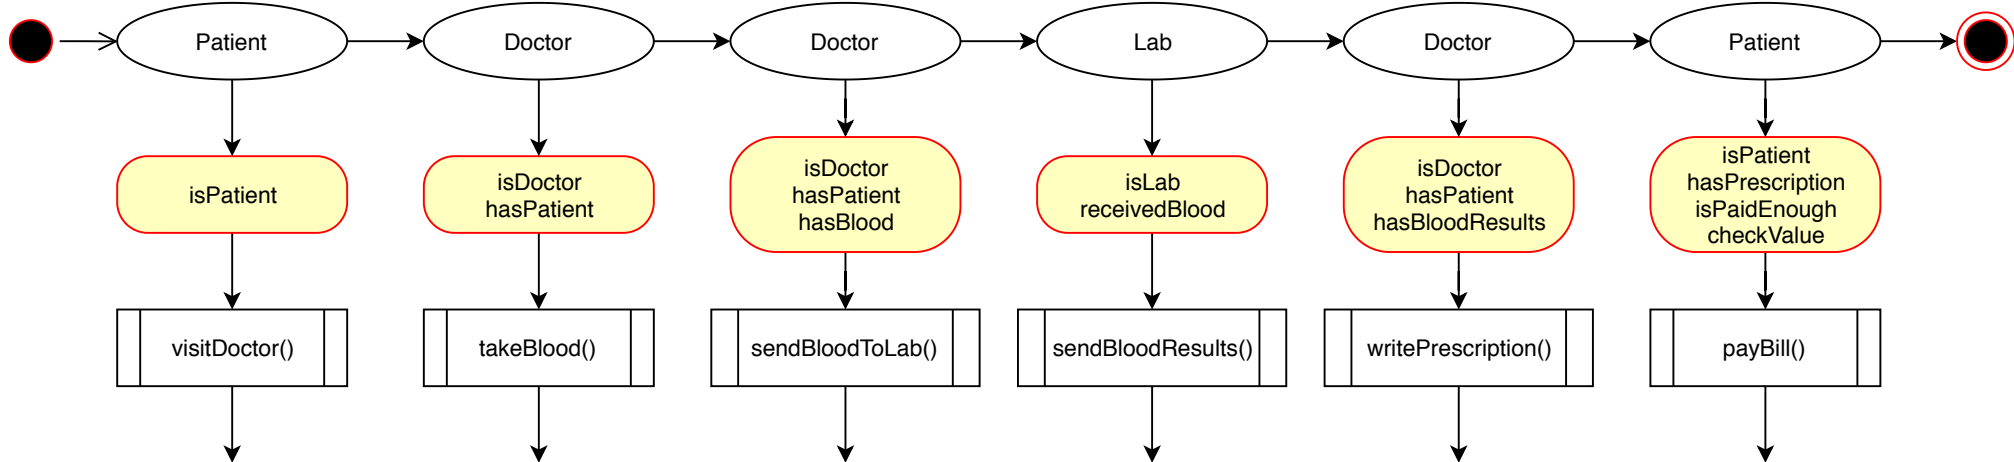 Patient
Doctor
Doctor
Lab
Doctor
Patient
isPatient
isDoctor
hasPatient
isDoctor
hasPatient
hasBlood
isLab
receivedBlood
isDoctor
hasPatient
hasBloodResults
isPatient
hasPrescription
isPaidEnough
checkValue
visitDoctor()
takeBlood()
sendBloodToLab()
sendBloodResults()
writePrescription()
payBill()